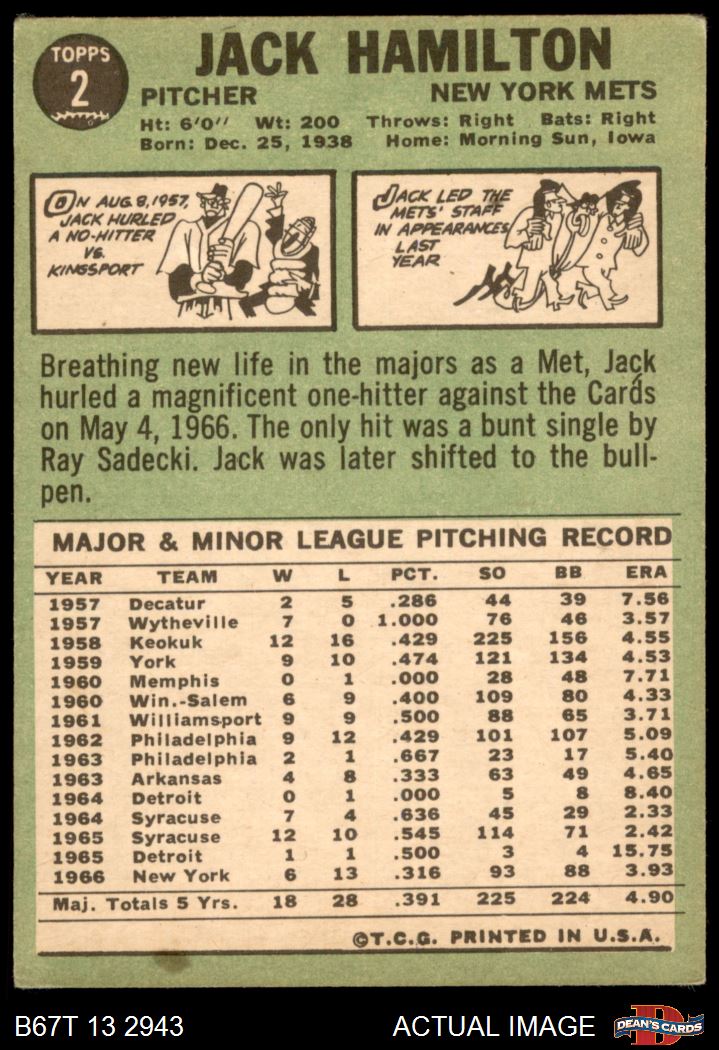 TOPPS
2
JACK HAMILTON
PITCHER NEW YORK METS
Ht: 6'0" Wt: 200 Throws: Right Bats: Right
Born: Dec. 25, 1938 Home: Morning Sun, Iowa
ON AUG. 8, 1957,
JACK HURLED
A NO-HITTER
VS.
KINGSPORT
JACK LED THE
METS' STAFF
IN APPEARANCES
LAST
YEAR
Breathing new life in the majors as a Met, Jack
hurled a magnificent one-hitter against the Cards
on May 4, 1966. The only hit was a bunt single by
Ray Sadecki. Jack was later shifted to the bull-
pen.
MAJOR & MINOR LEAGUE PITCHING RECORD
YEAR TEAM W L PCT. SO BB ERA
1957 Decatur 2 5 .286 44 39 7.56
1957 Wytheville 7 0 1.000 76 46 3.57
1958 Keokuk 12 16 .429 225 156 4.55
1959 York 9 10 .474 121 134 4.53
1960 Memphis 0 1 .000 28 48 7.71
1960 Win.-Salem 6 9 .400 109 80 4.33
1961 Williamsport 9 9 .500 88 65 3.71
1962 Philadelphia 9 12 .429 101 107 5.09
1963 Philadelphia 2 1 .667 23 17 5.40
1963 Arkansas 4 8 .333 63 49 4.65
1964 Detroit 0 1 .000 5 8 8.40
1964 Syracuse 7 4 .636 45 29 2.33
1965 Syracuse 12 10 .545 114 71 2.42
1965 Detroit 1 1 .500 3 4 15.75
1966 New York 6 13 .316 93 88 3.93
Maj. Totals 5 Yrs. 18 28 .391 225 224 4.90
©T.C.G. PRINTED IN U.S.A.
B67T 13 2943 ACTUAL IMAGE
D
DEAN'S CARDS